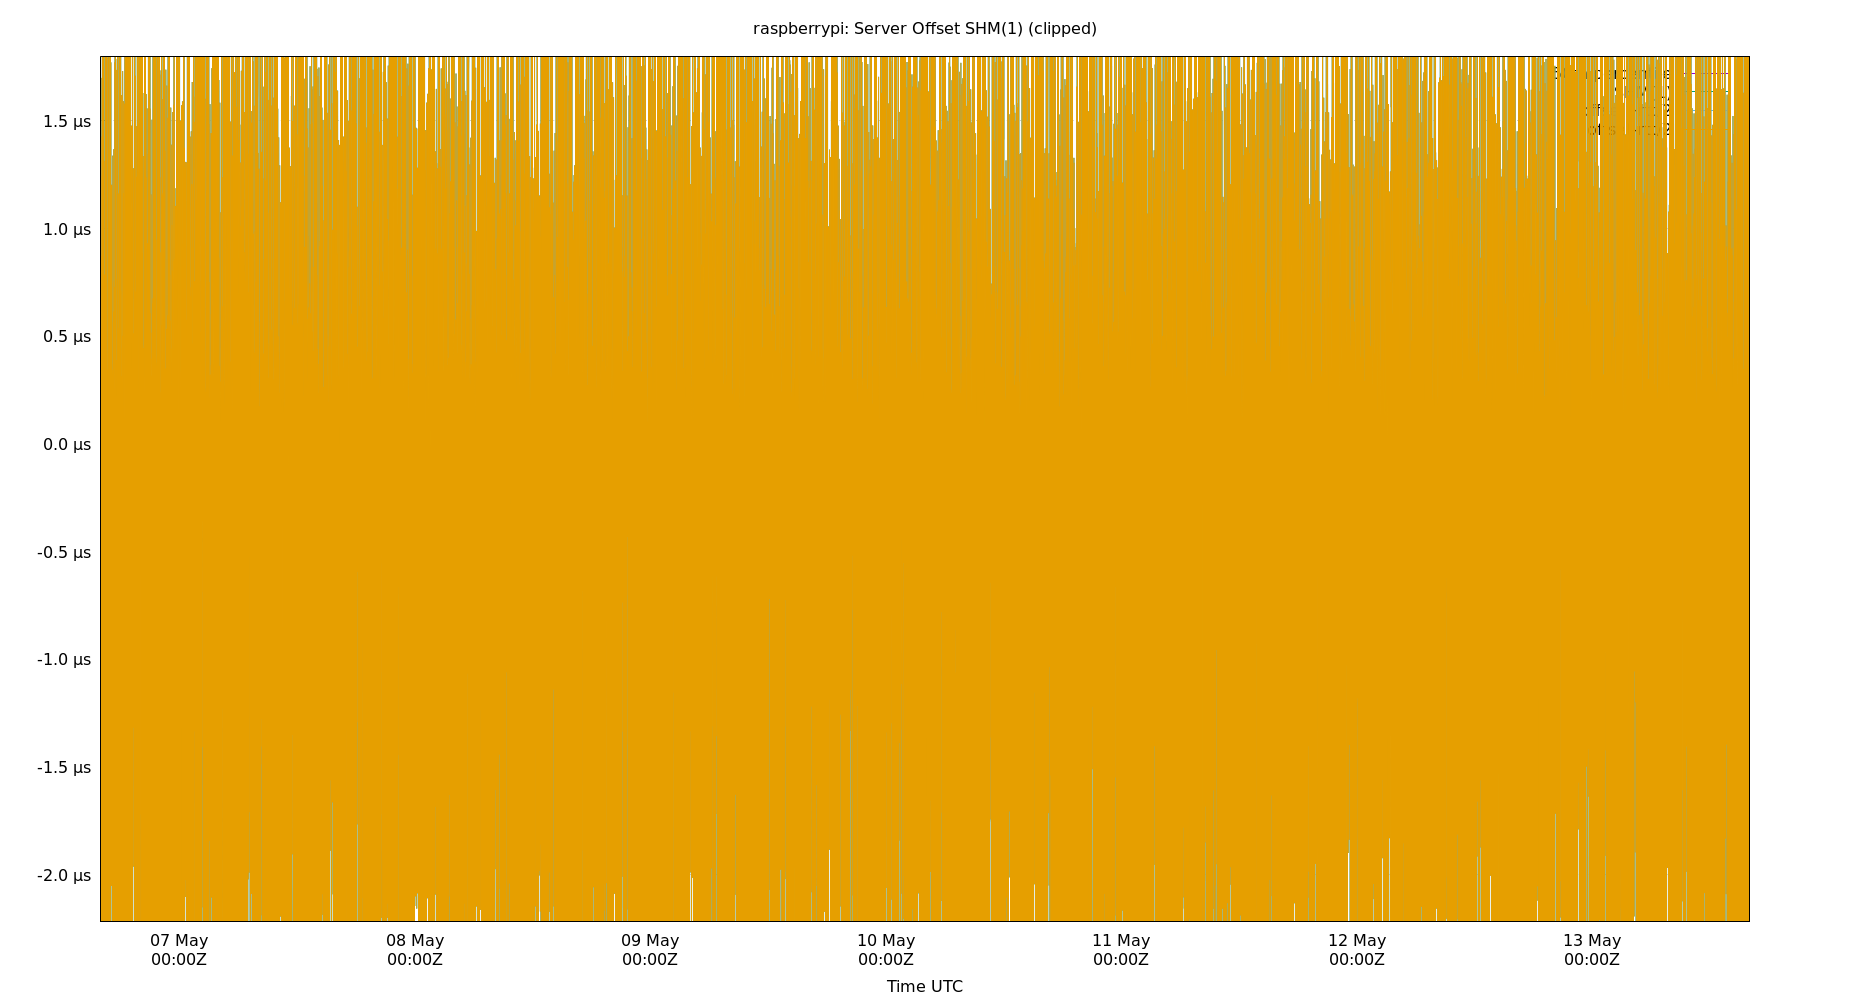 raspberrypi: Server Offset SHM(1) (clipped)
1.5 µs
1.0 µs
0.5 µs
0.0 µs
-0.5 µs
-1.0 µs
-1.5 µs
-2.0 µs
07 May 08 May 09 May 10 May 11 May 12 May 13 May
00:00Z 00:00Z 00:00Z 00:00Z 00:00Z 00:00Z 00:00Z
Time UTC